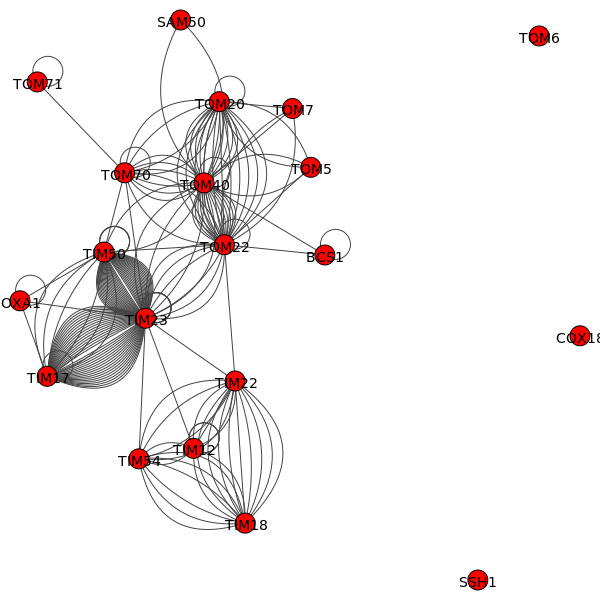 SAM50
TOM6
TOM71
TOM20
TOM7
TOM5
TOM70
TOM40
TIM50
TOM22
BCS1
OXA1
TIM23
COX18
TIM17
TIM22
TIM54
TIM12
TIM18
SSH1